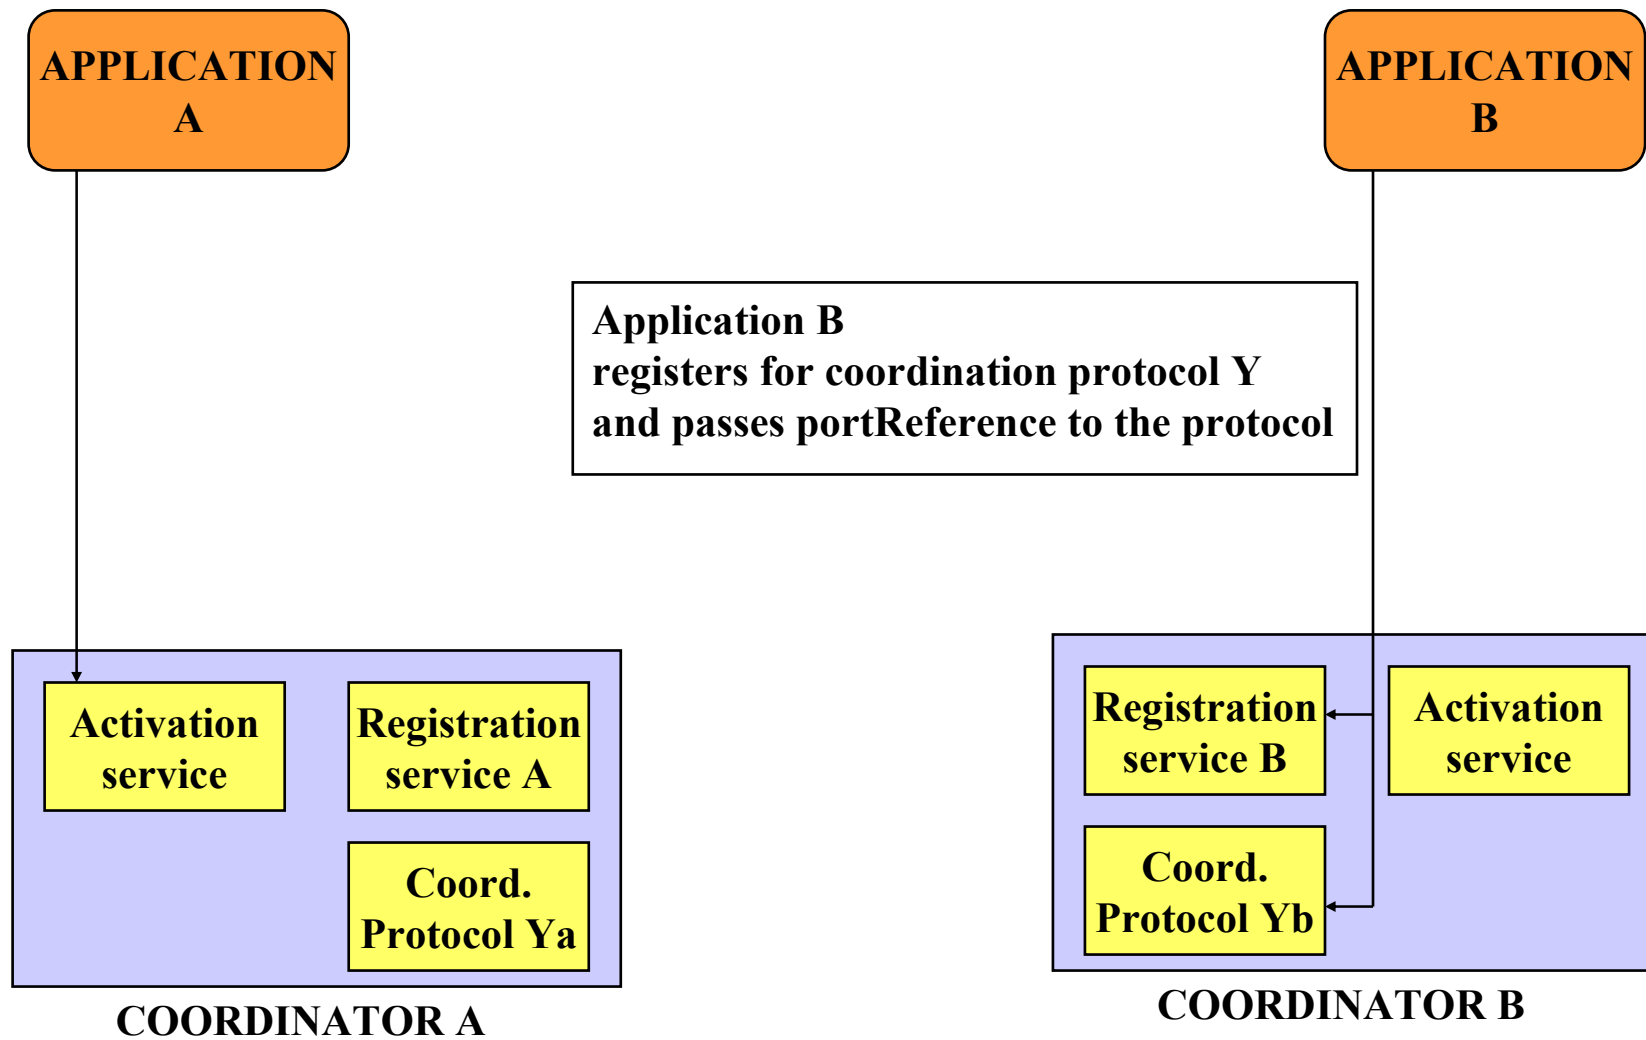 APPLICATION
A
APPLICATION
B
Application B
registers for coordination protocol Y
and passes portReference to the protocol
Activation
service
Registration
service A
Coord.
Protocol Ya
COORDINATOR A
Registration
service B
Activation
service
Coord.
Protocol Yb
COORDINATOR B